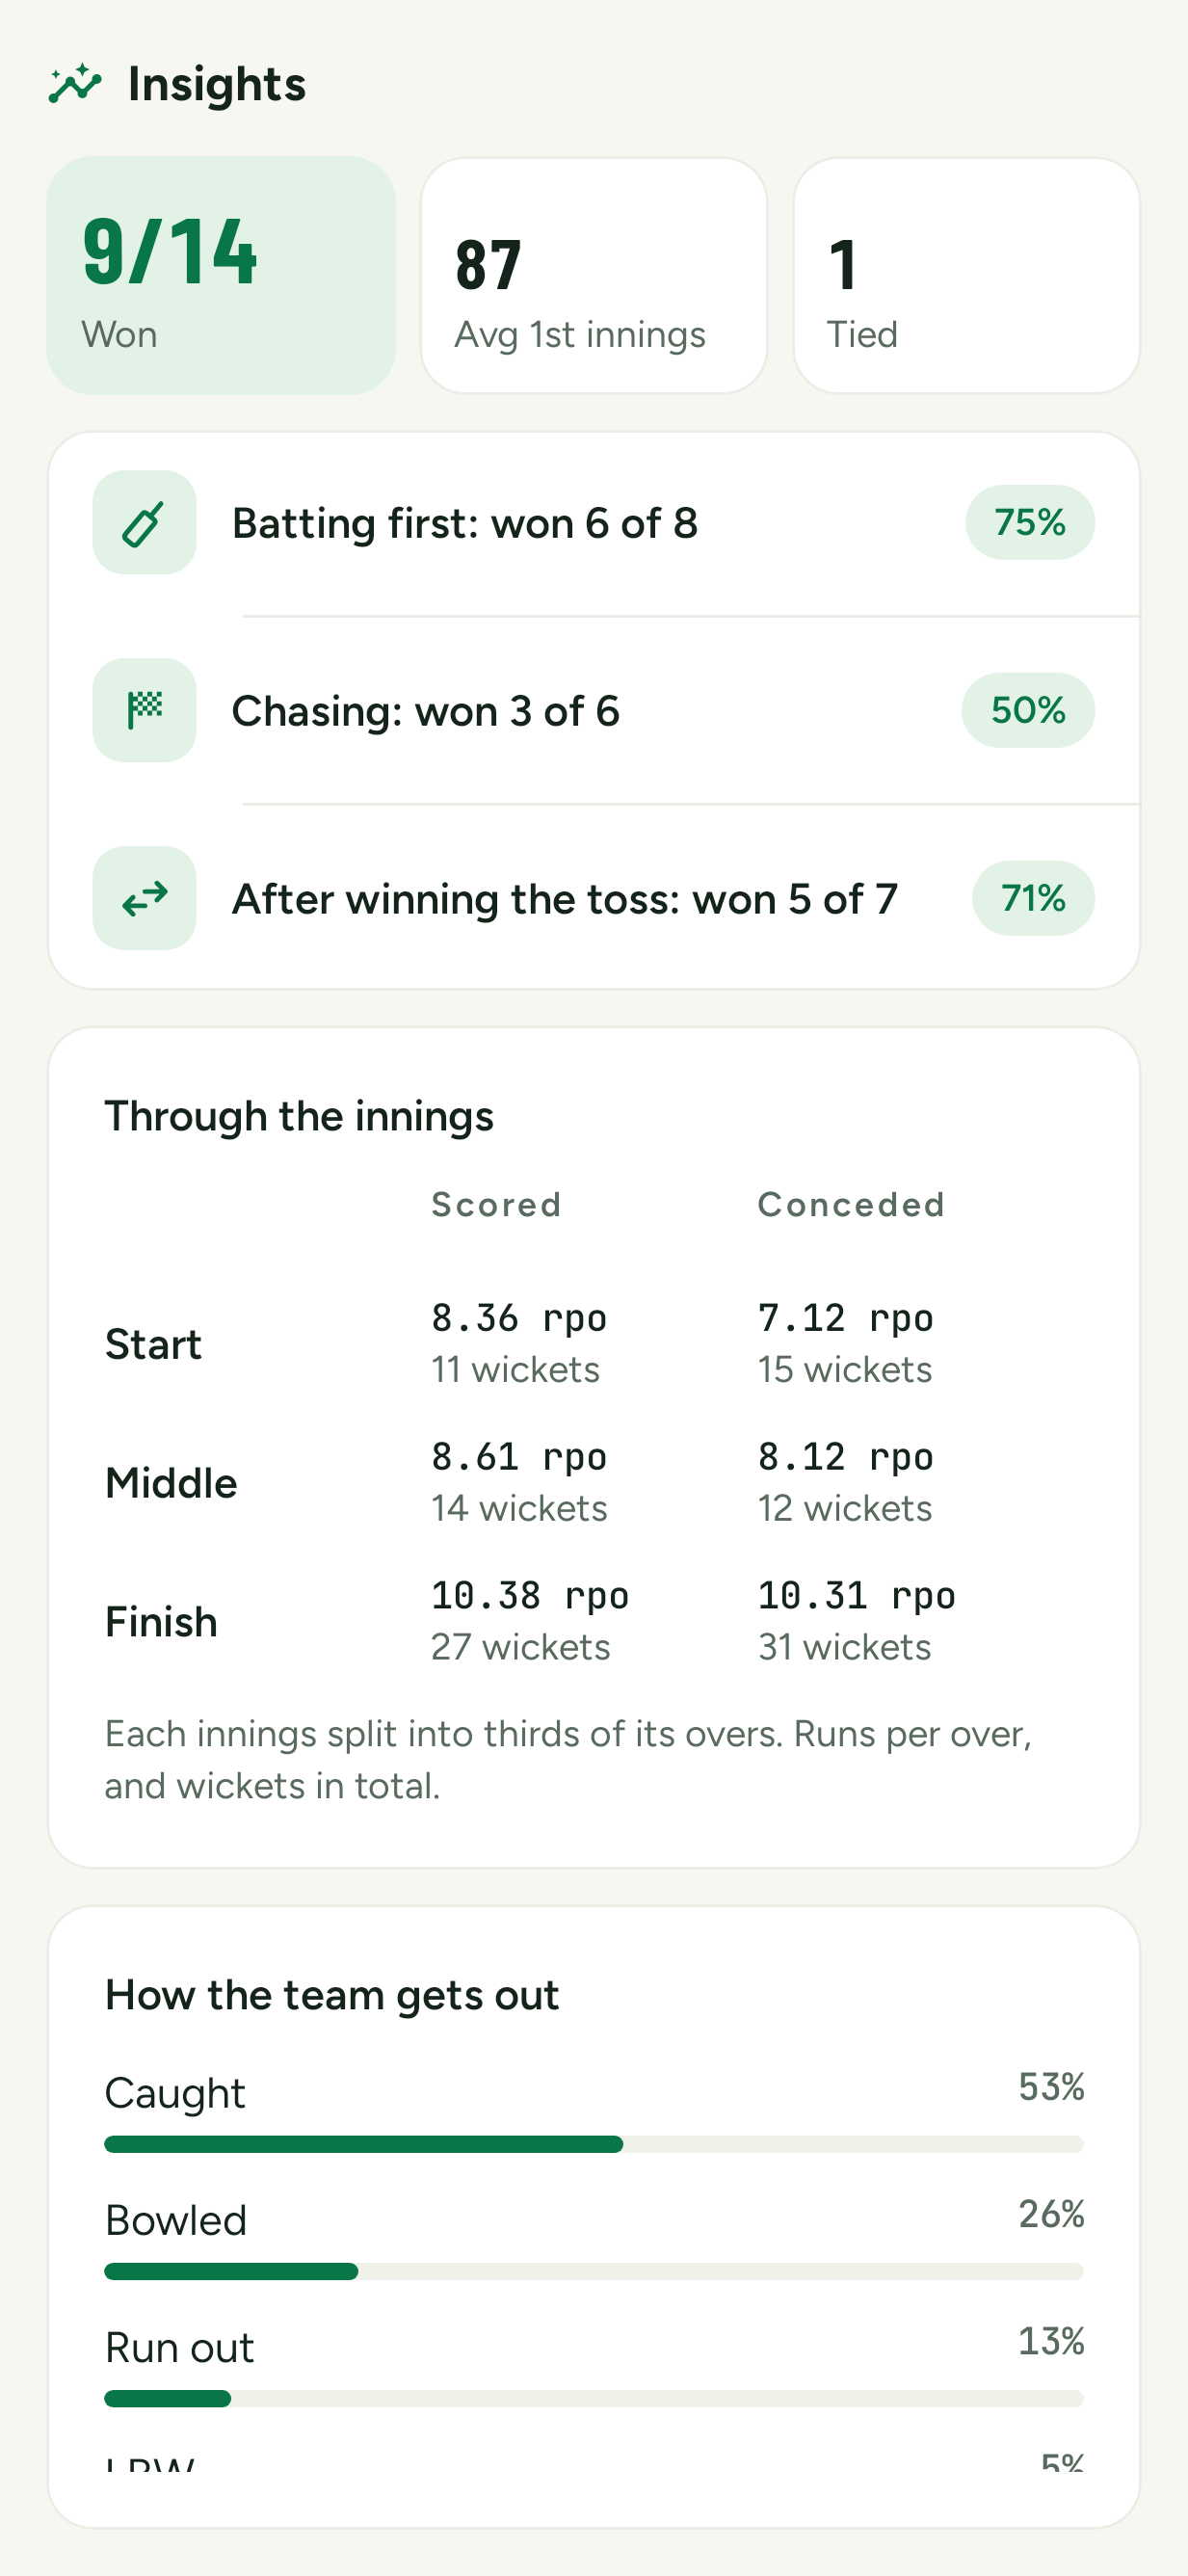 Insights
9/14
Won
87
Avg 1st innings
1
Tied
Batting first: won 6 of 8
75%
Chasing: won 3 of 6
50%
After winning the toss: won 5 of 7
71%
Through the innings
Scored Conceded
Start
8.36 rpo
11 wickets
7.12 rpo
15 wickets
Middle
8.61 rpo
14 wickets
8.12 rpo
12 wickets
Finish
10.38 rpo
27 wickets
10.31 rpo
31 wickets
Each innings split into thirds of its overs. Runs per over,
and wickets in total.
How the team gets out
Caught 53%
Bowled 26%
Run out 13%
LBW 5%